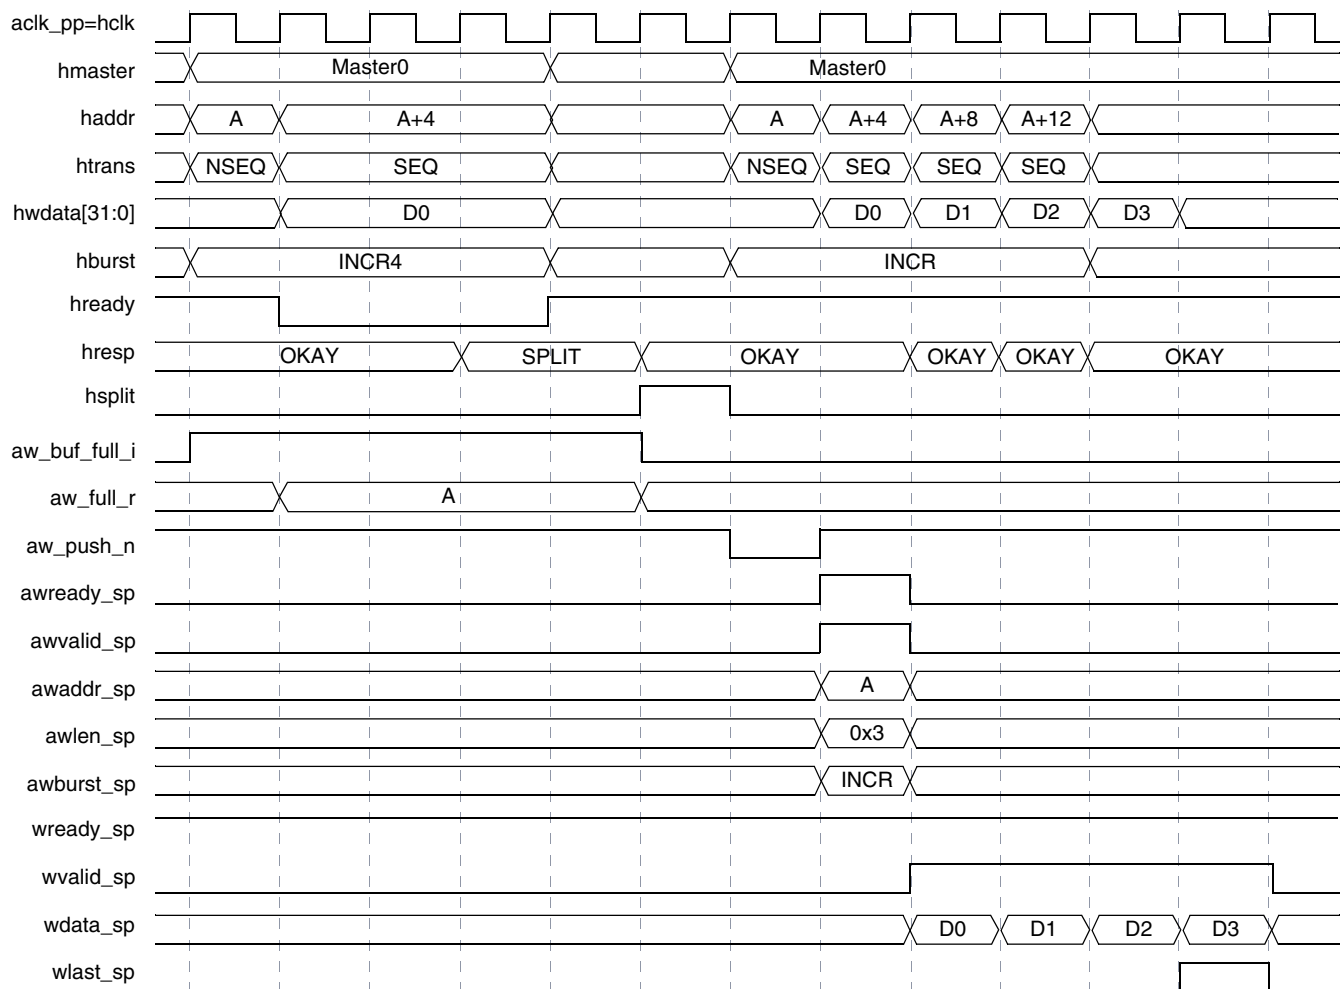 aclk_pp=hclk
hmaster Master0 Master0
haddr A A+4 A A+4 A+8 A+12
htrans NSEQ SEQ NSEQ SEQ SEQ SEQ
hwdata[31:0] D0 D0 D1 D2 D3
hburst INCR4 INCR
hready
hresp OKAY SPLIT OKAY OKAY OKAY OKAY
hsplit
aw_buf_full_i
aw_full_r A
aw_push_n
awready_sp
awvalid_sp
awaddr_sp A
awlen_sp 0x3
awburst_sp INCR
wready_sp
wvalid_sp
wdata_sp D0 D1 D2 D3
wlast_sp